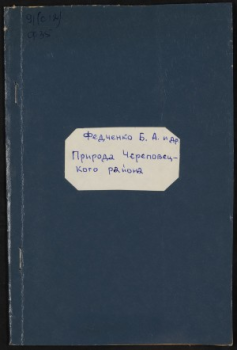 Федченко Б. А. и др
Природа Череповец-
кого района